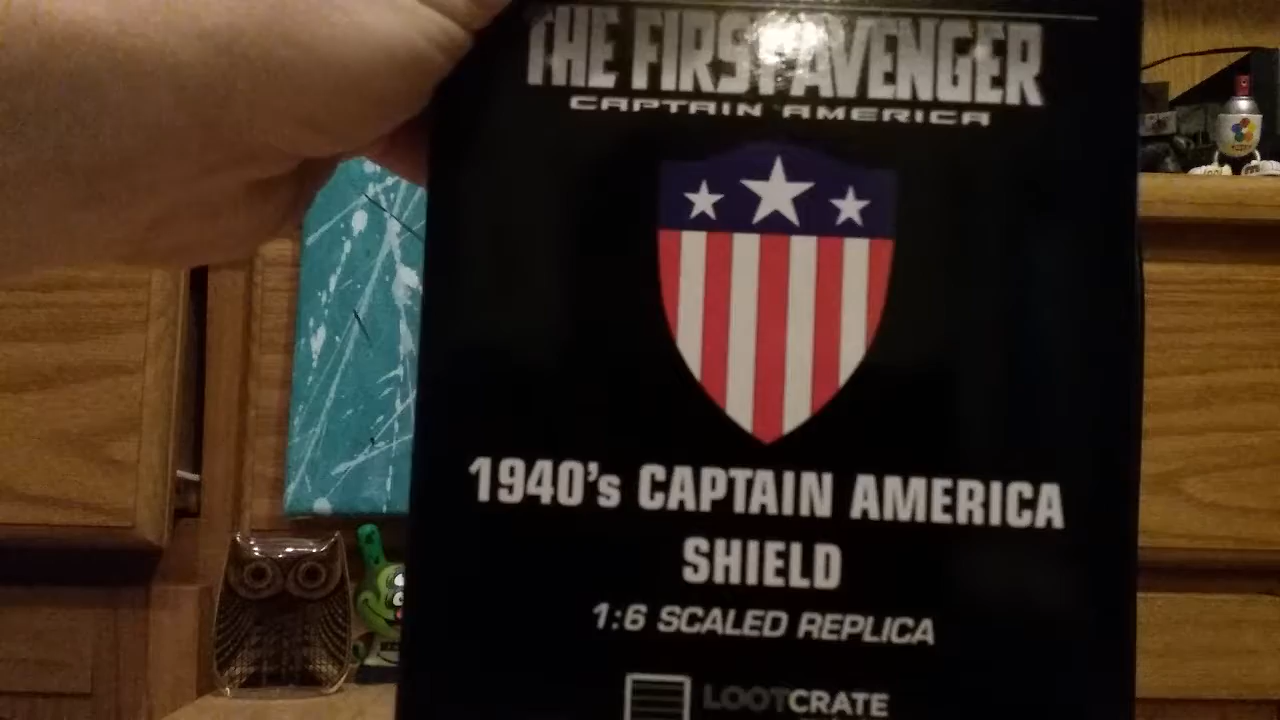 THE FIRST AVENGER
CAPTAIN AMERICA
1940's CAPTAIN AMERICA
SHIELD
1:6 SCALED REPLICA
LOOTCRATE